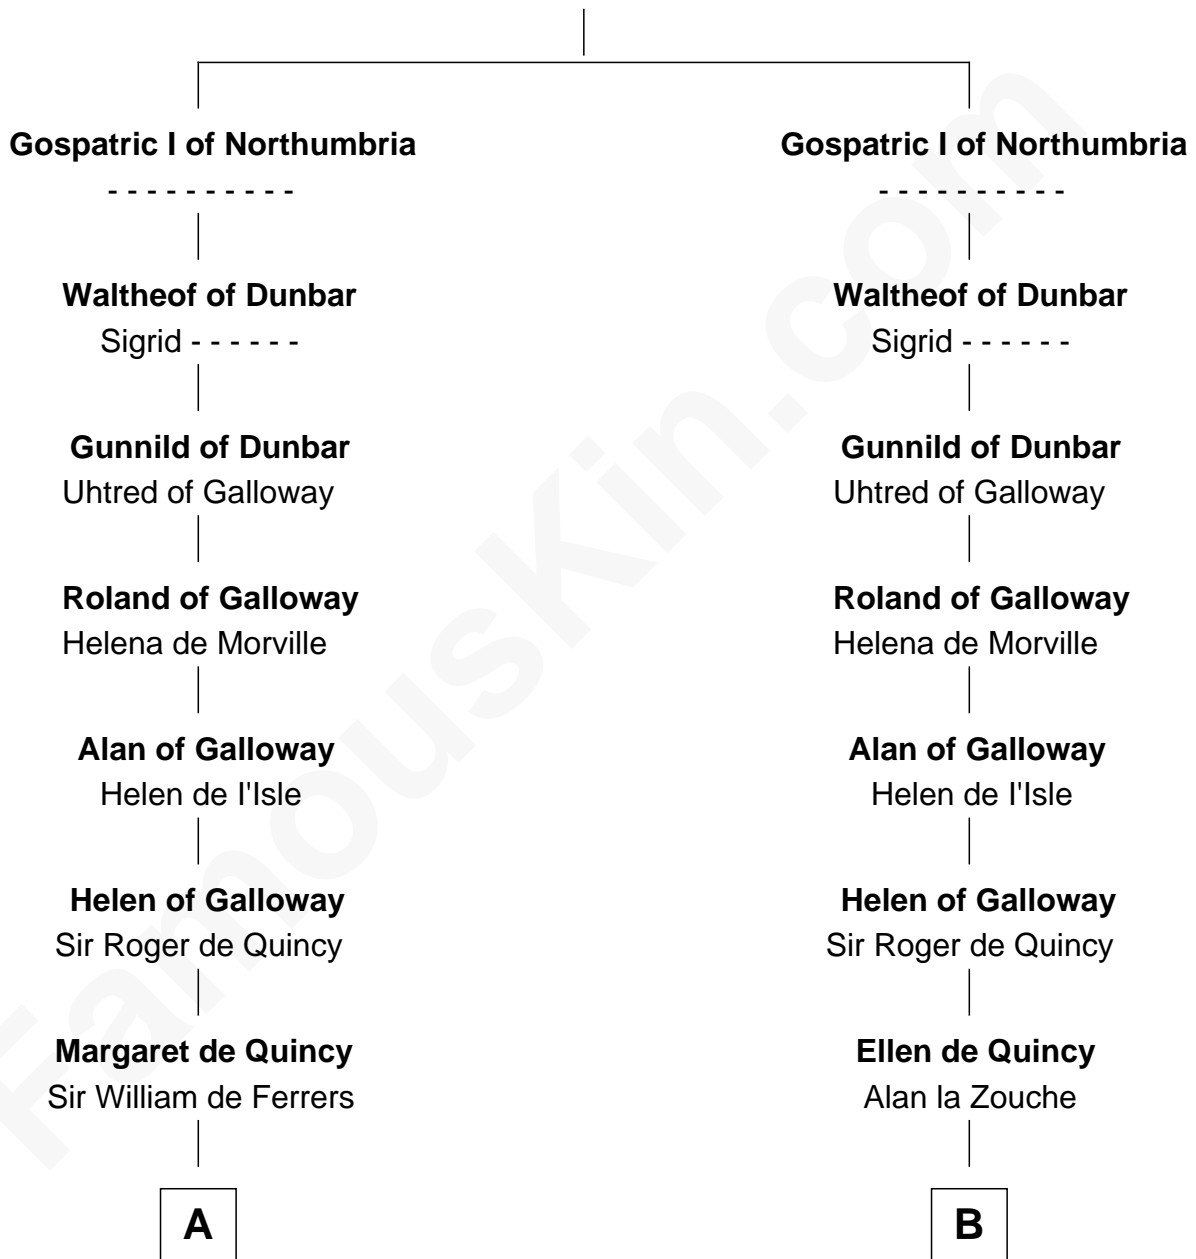 Gospatric I of Northumbria
- - - - - - - - - -
Waltheof of Dunbar
Sigrid - - - - - -
Gunnild of Dunbar
Uhtred of Galloway
Roland of Galloway
Helena de Morville
Alan of Galloway
Helen de I'Isle
Helen of Galloway
Sir Roger de Quincy
Margaret de Quincy
Sir William de Ferrers
A
Gospatric I of Northumbria
- - - - - - - - - -
Waltheof of Dunbar
Sigrid - - - - - -
Gunnild of Dunbar
Uhtred of Galloway
Roland of Galloway
Helena de Morville
Alan of Galloway
Helen de I'Isle
Helen of Galloway
Sir Roger de Quincy
Ellen de Quincy
Alan la Zouche
B
FamousKin.com